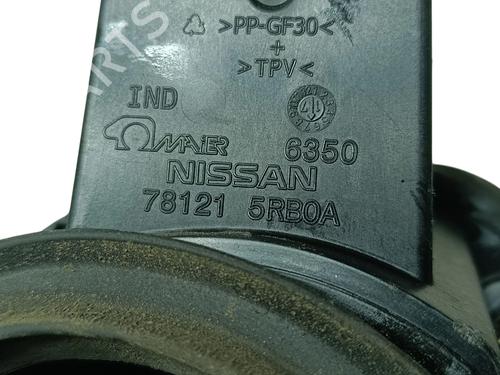 >PP-GF30<
+
>TPV<
IND
MAIER 6350
NISSAN
78121 5RB0A